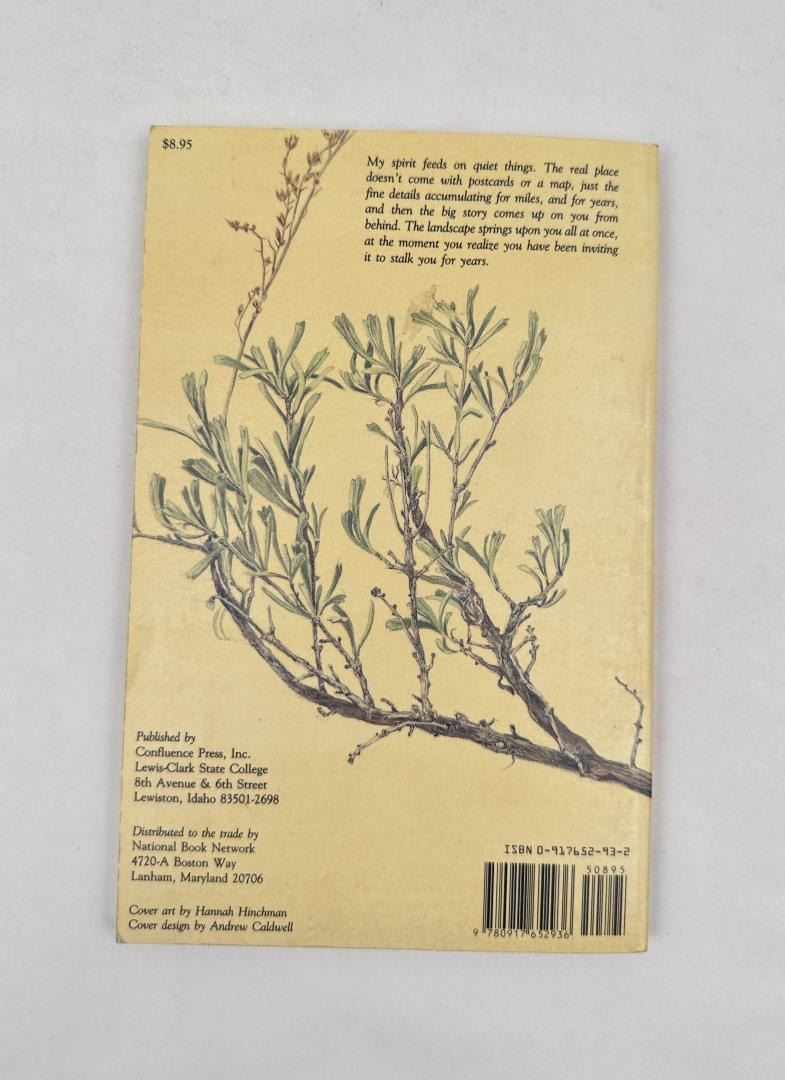 $8.95
My spirit feeds on quiet things. The real place
doesn't come with postcards or a map, just the
fine details accumulating for miles, and for years,
and then the big story comes up on you from
behind. The landscape springs upon you all at once,
at the moment you realize you have been inviting
it to stalk you for years.
Published by
Confluence Press, Inc.
Lewis-Clark State College
8th Avenue & 6th Street
Lewiston, Idaho 83501-2698
Distributed to the trade by
National Book Network
4720-A Boston Way
Lanham, Maryland 20706
Cover art by Hannah Hinchman
Cover design by Andrew Caldwell
ISBN 0-917652-93-2
50895
9 780917 652936